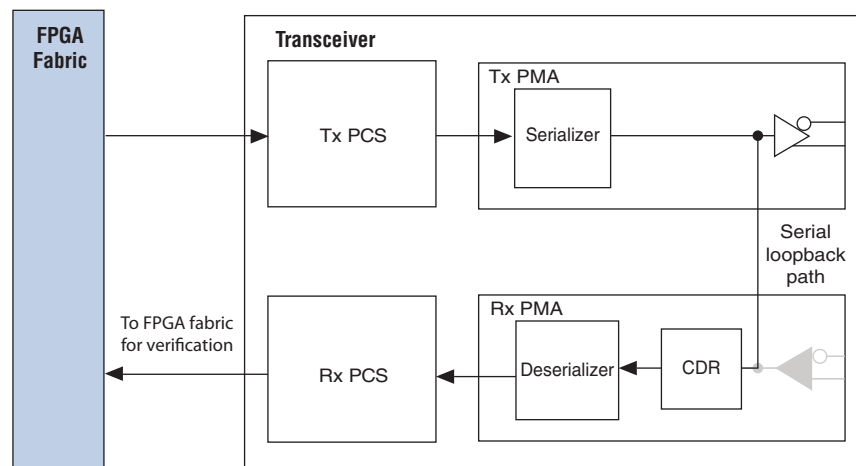 FPGA
Fabric
Transceiver
Tx PMA
Tx PCS
Serializer
Serial
loopback
path
To FPGA fabric
for verification
Rx PMA
Rx PCS
Deserializer
CDR